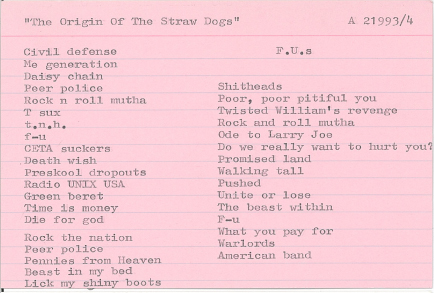 "The Origin Of The Straw Dogs"
A 21993/4
Civil defense
Me generation
Daisy chain
Peer police
Rock n roll mutha
T sux
t.n.h.
f-u
CETA suckers
Death wish
Preskool dropouts
Radio UNIX USA
Green beret
Time is money
Die for god
Rock the nation
Peer police
Pennies from Heaven
Beast in my bed
Lick my shiny boots
F.U.s
Shitheads
Poor, poor pitiful you
Twisted William's revenge
Rock and roll mutha
Ode to Larry Joe
Do we really want to hurt you?
Promised land
Walking tall
Pushed
Unite or lose
The beast within
F-u
What you pay for
Warlords
American band